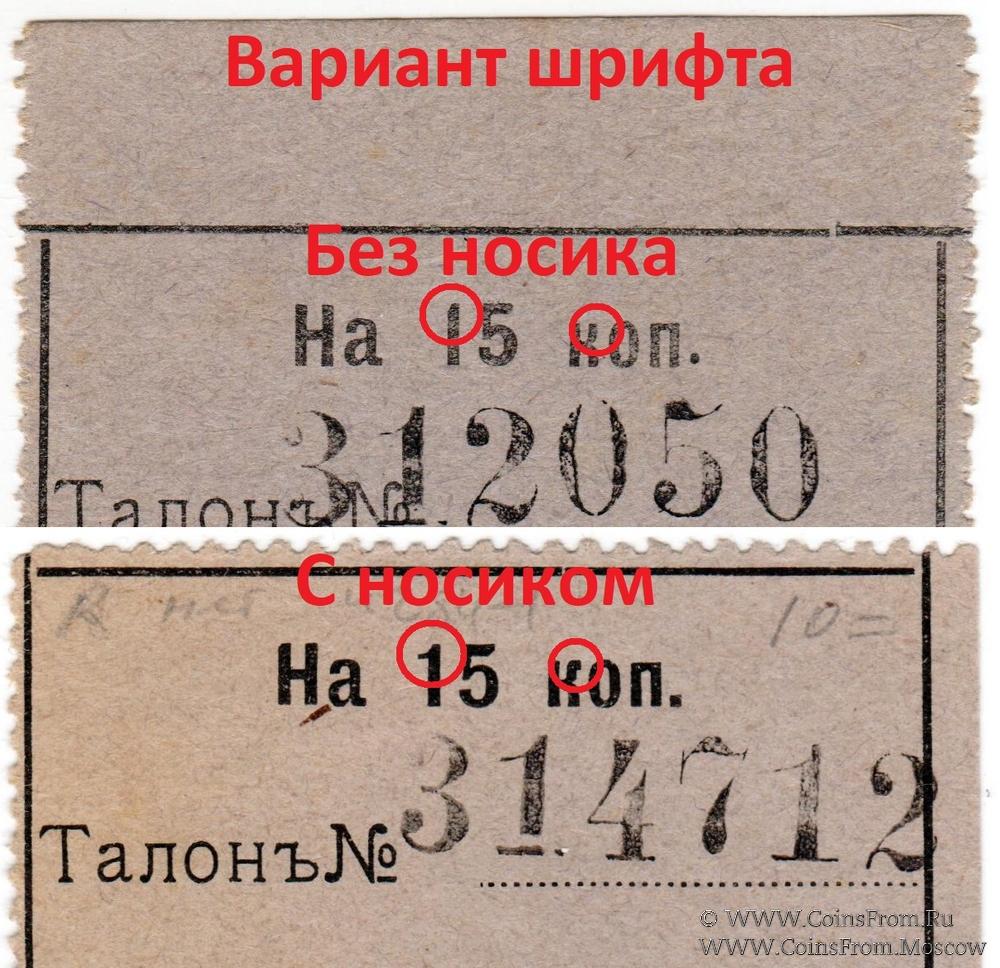 Вариант шрифта
Без носика
На 15 коп.
312050
Талонъ №
С носиком
10=
На 15 коп.
314712
Талонъ №
© WWW.CoinsFrom.Ru
WWW.CoinsFrom.Moscow